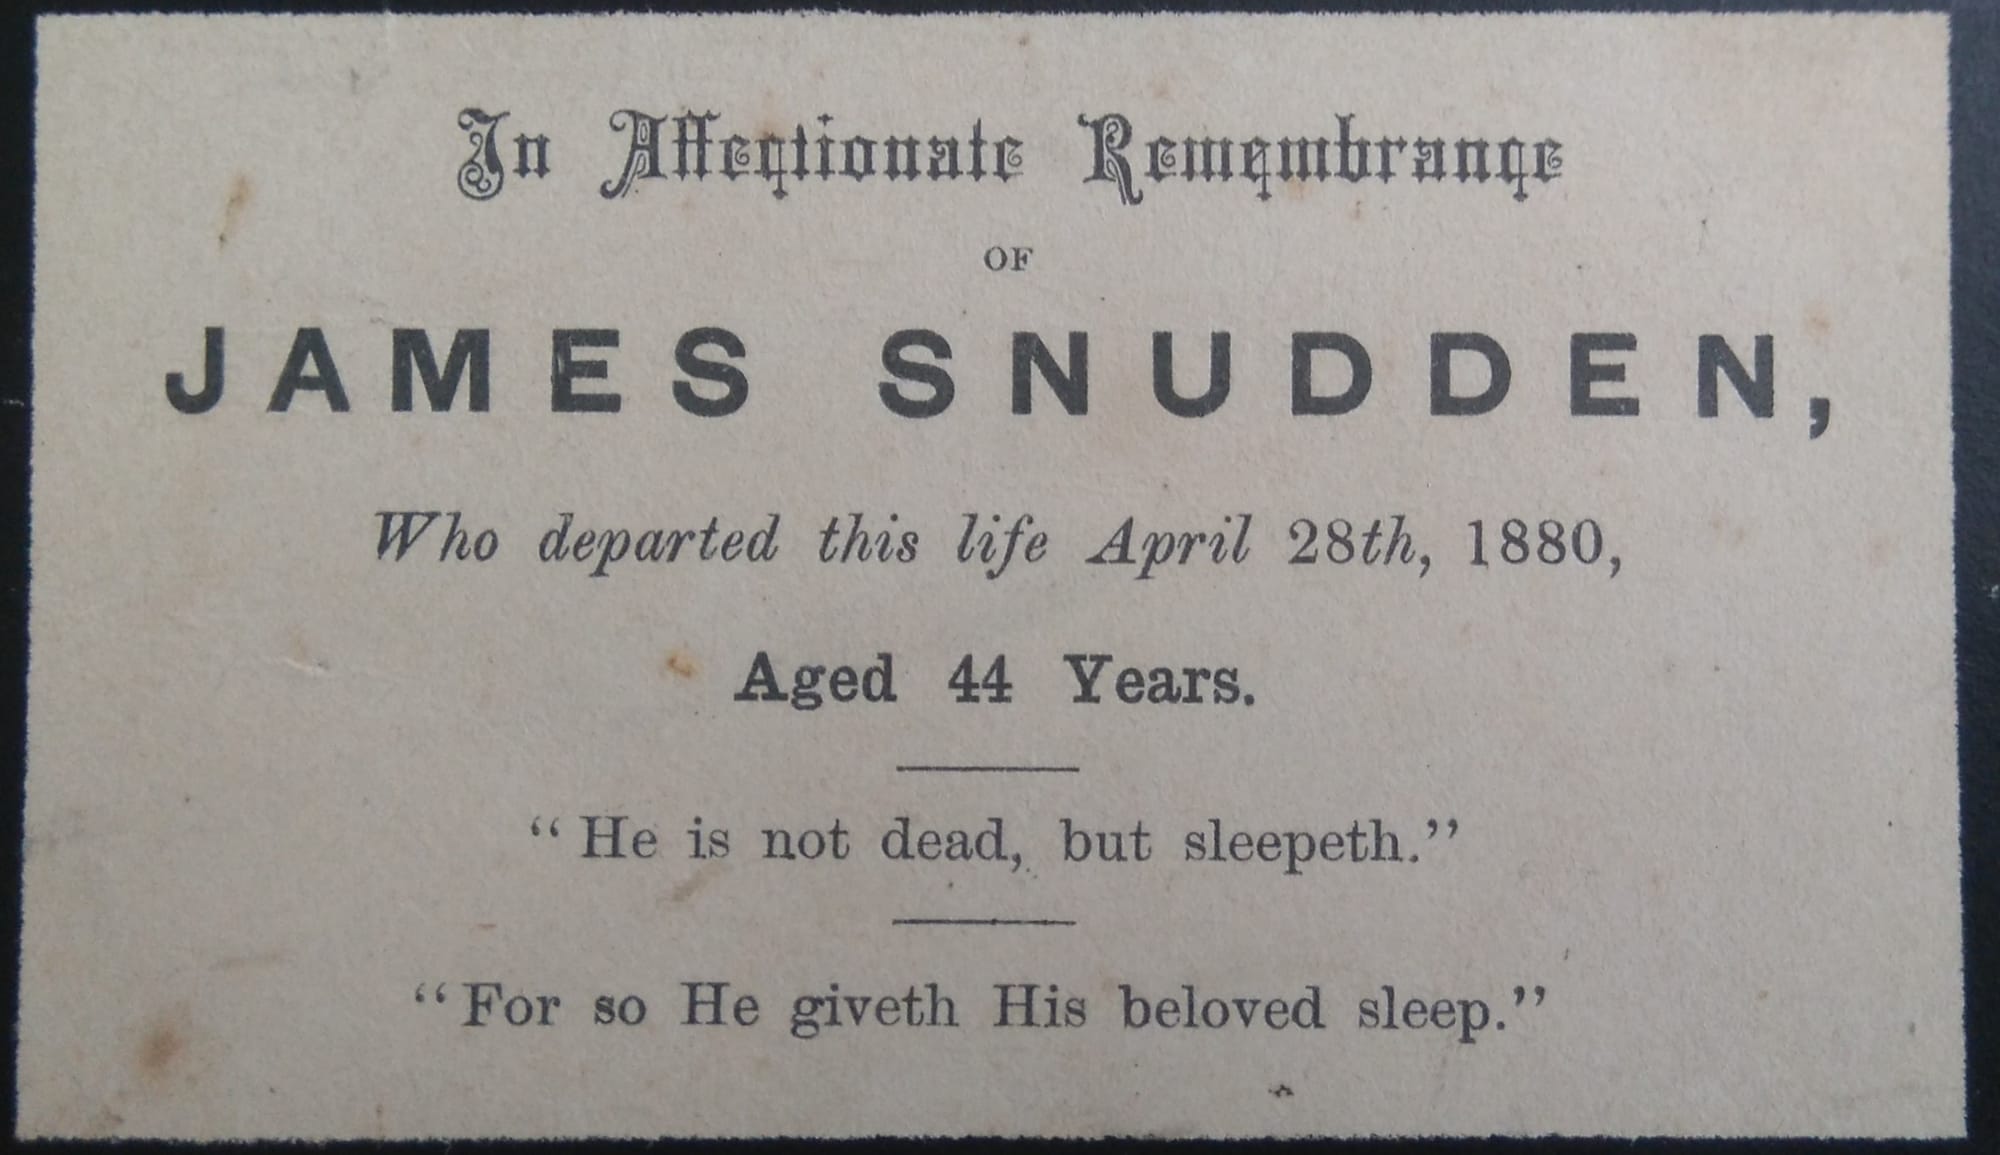 In Affectionate Remembrance
OF
JAMES SNUDDEN,
Who departed this life April 28th, 1880,
Aged 44 Years.
“He is not dead, but sleepeth.”
“For so He giveth His beloved sleep.”